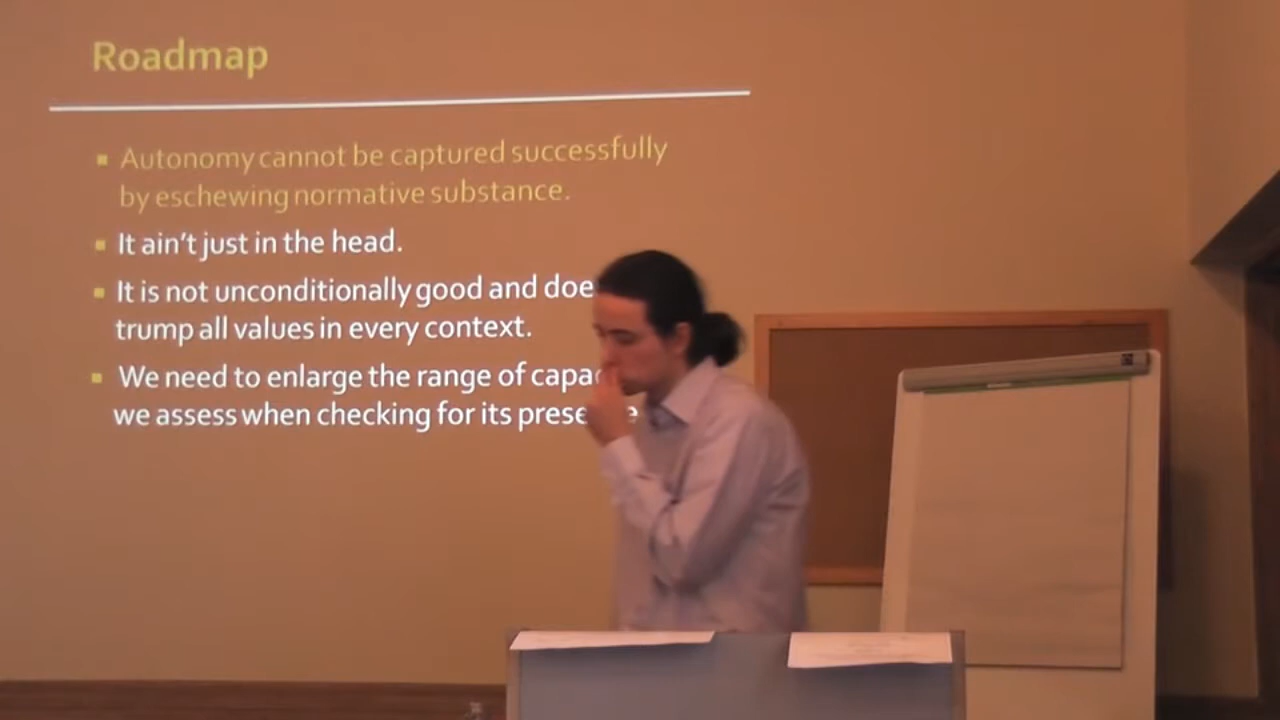 Roadmap
Autonomy cannot be captured successfully
by eschewing normative substance.
It ain't just in the head.
It is not unconditionally good and doe
trump all values in every context.
We need to enlarge the range of capa
we assess when checking for its prese e